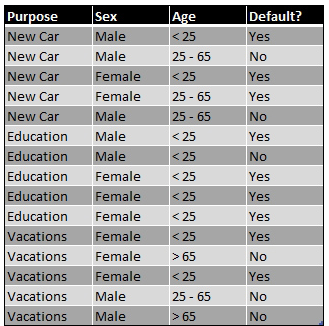 Purpose Sex Age Default?
New Car Male < 25 Yes
New Car Male 25 - 65 No
New Car Female < 25 Yes
New Car Female 25 - 65 Yes
New Car Male 25 - 65 No
Education Male < 25 Yes
Education Male < 25 No
Education Female < 25 Yes
Education Female < 25 Yes
Education Female < 25 Yes
Vacations Female < 25 Yes
Vacations Female > 65 No
Vacations Female < 25 Yes
Vacations Male 25 - 65 No
Vacations Male > 65 No